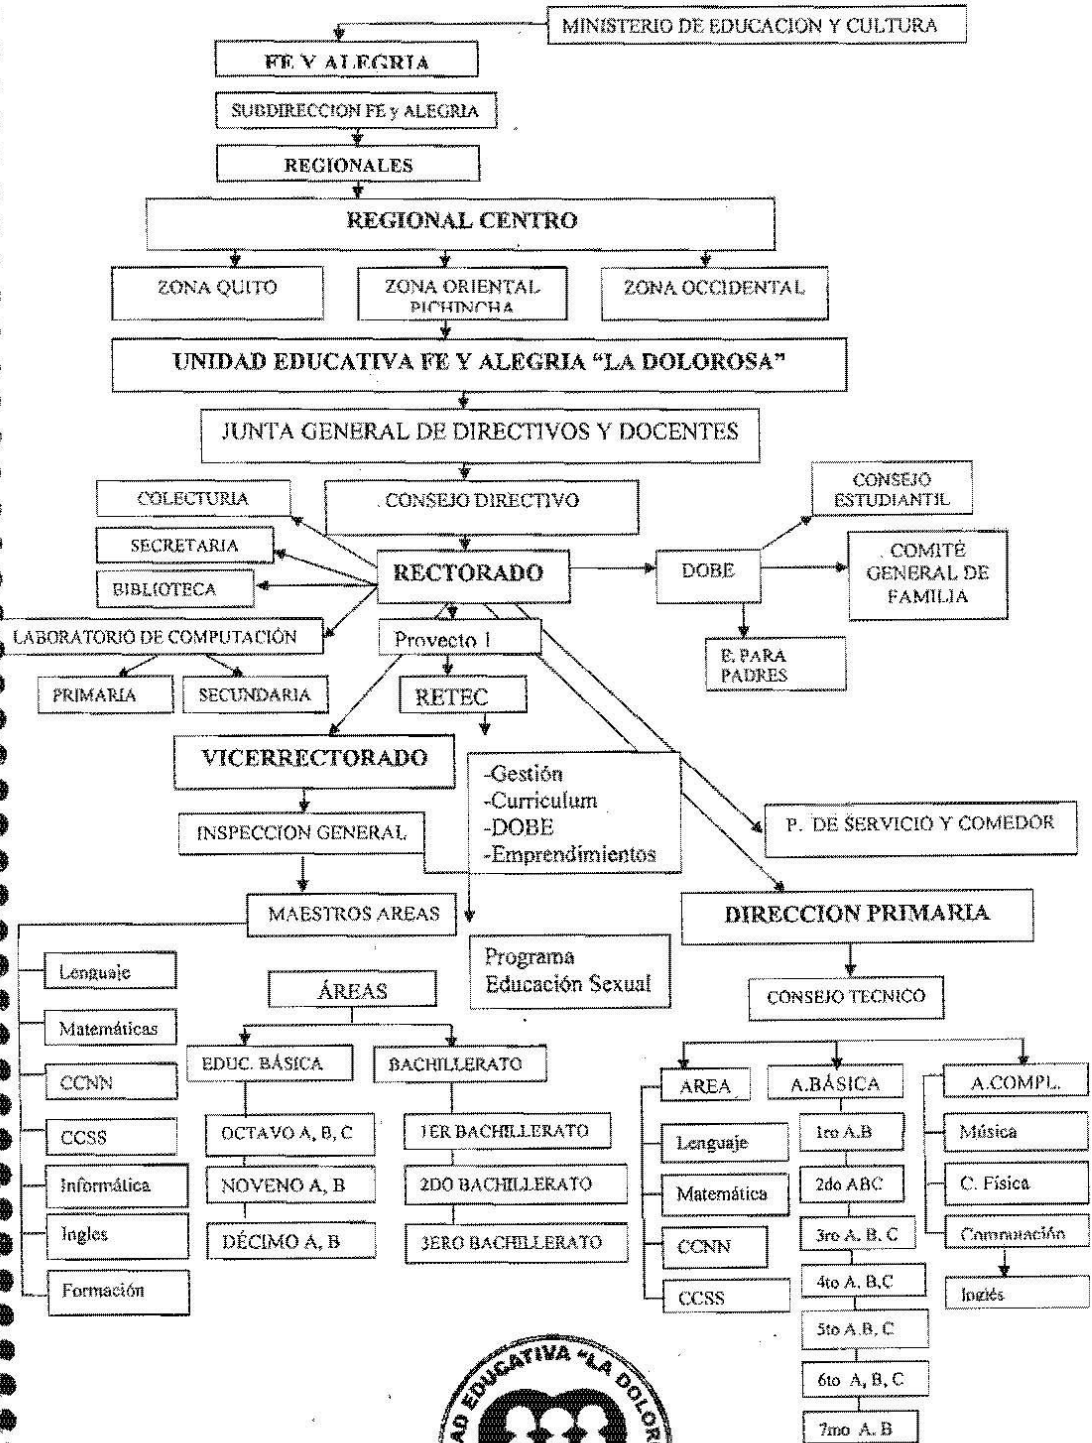 MINISTERIO DE EDUCACION Y CULTURA
FE Y ALEGRIA
SUBDIRECCION FE y ALEGRIA
REGIONALES
REGIONAL CENTRO
ZONA QUITO
ZONA ORIENTAL
PICHINCHA
ZONA OCCIDENTAL
UNIDAD EDUCATIVA FE Y ALEGRIA “LA DOLOROSA”
JUNTA GENERAL DE DIRECTIVOS Y DOCENTES
COLECTURIA
CONSEJO DIRECTIVO
CONSEJO
ESTUDIANTIL
SECRETARIA
BIBLIOTECA
RECTORADO
DOBE
COMITÉ
GENERAL DE
FAMILIA
LABORATORIO DE COMPUTACIÓN
Proyecto 1
E. PARA
PADRES
PRIMARIA
SECUNDARIA
RETEC
VICERRECTORADO
-Gestión
-Curriculum
-DOBE
-Emprendimientos
INSPECCION GENERAL
P. DE SERVICIO Y COMEDOR
MAESTROS AREAS
DIRECCION PRIMARIA
Programa
Educación Sexual
CONSEJO TECNICO
Lenguaje
Matemáticas
CCNN
CCSS
Informática
Ingles
Formación
ÁREAS
EDUC. BÁSICA
BACHILLERATO
OCTAVO A, B, C
NOVENO A, B
DÉCIMO A, B
1ER BACHILLERATO
2DO BACHILLERATO
3ERO BACHILLERATO
AREA
Lenguaje
Matemática
CCNN
CCSS
A.BÁSICA
1ro A.B
2do ABC
3ro A. B, C
4to A. B,C
5to A.B, C
6to A, B, C
7mo A. B
A.COMPL.
Música
C. Física
Computación
Inglés
AD EDUCATIVA “LA DOLOR